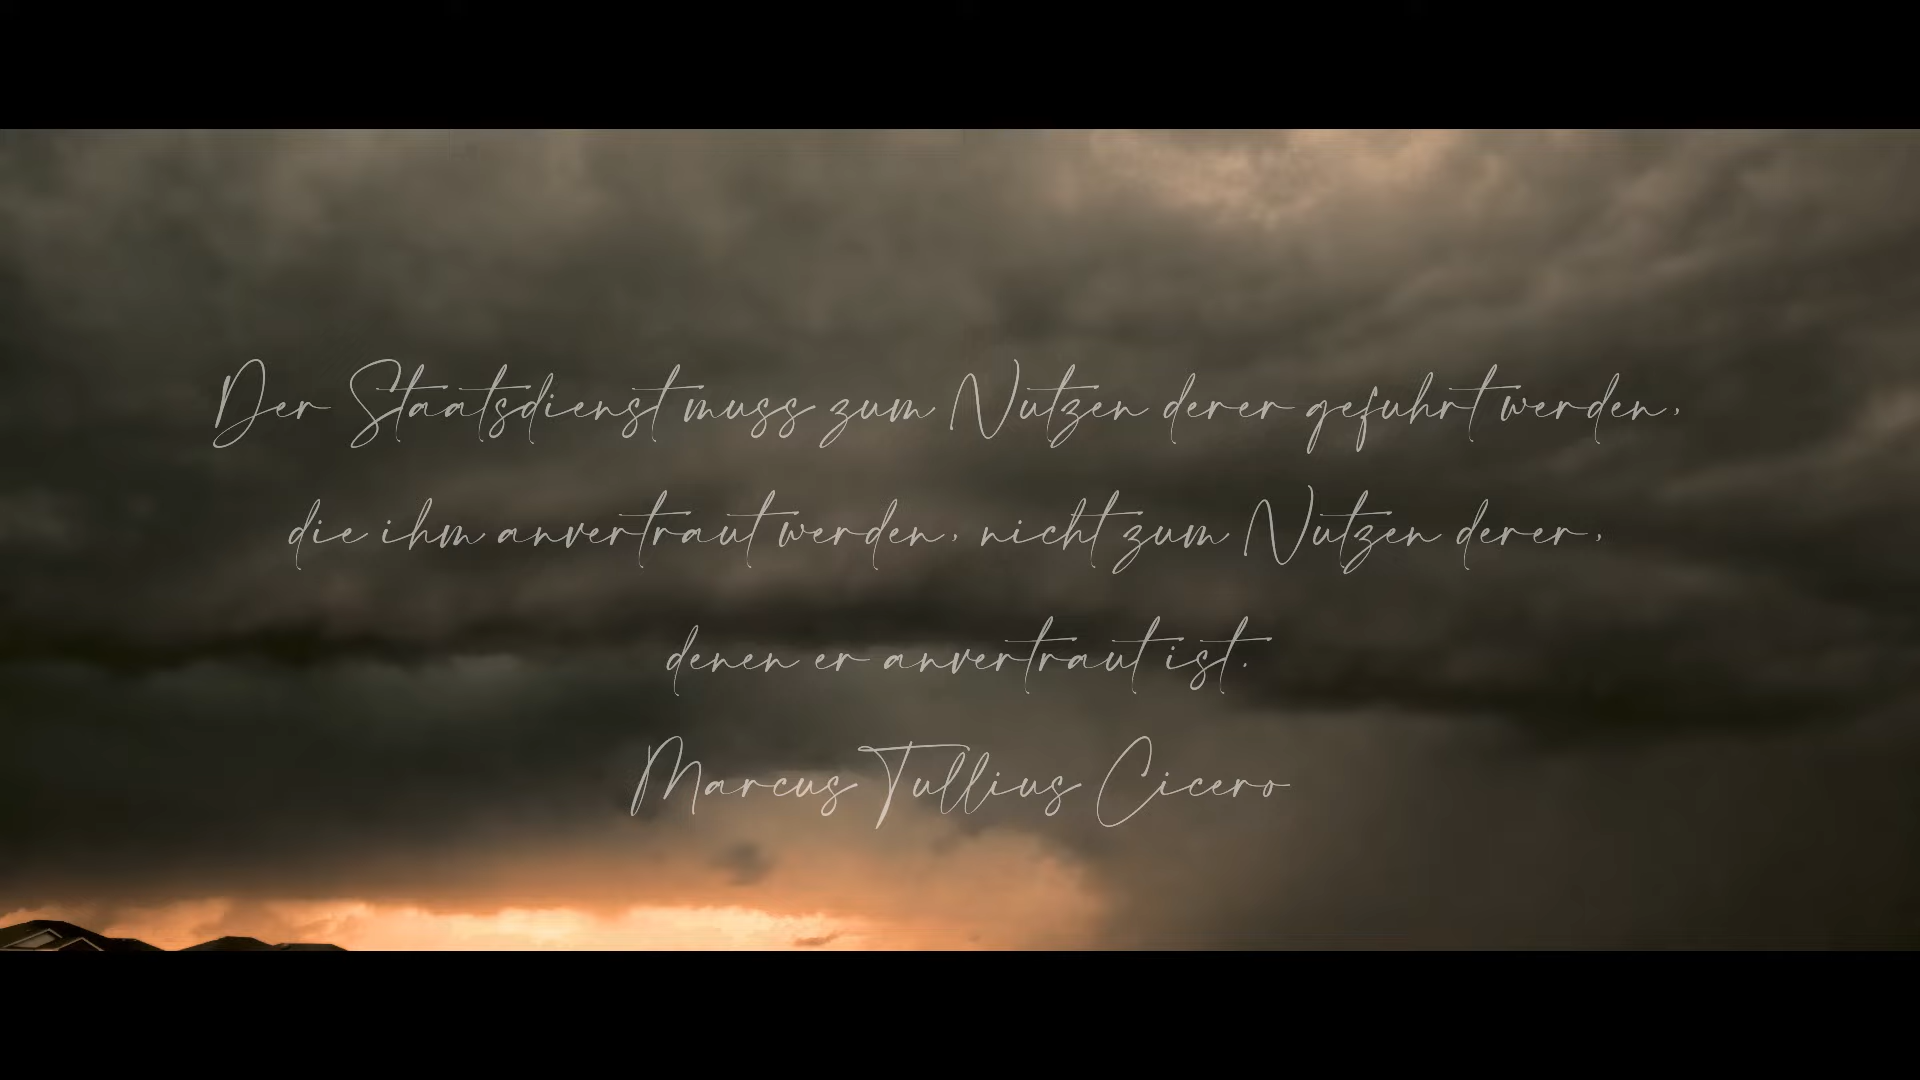 Der Staatsdienst muss zum Nutzen derer gefuhrt werden,
die ihm anvertraut werden, nicht zum Nutzen derer,
denen er anvertraut ist.
Marcus Tullius Cicero